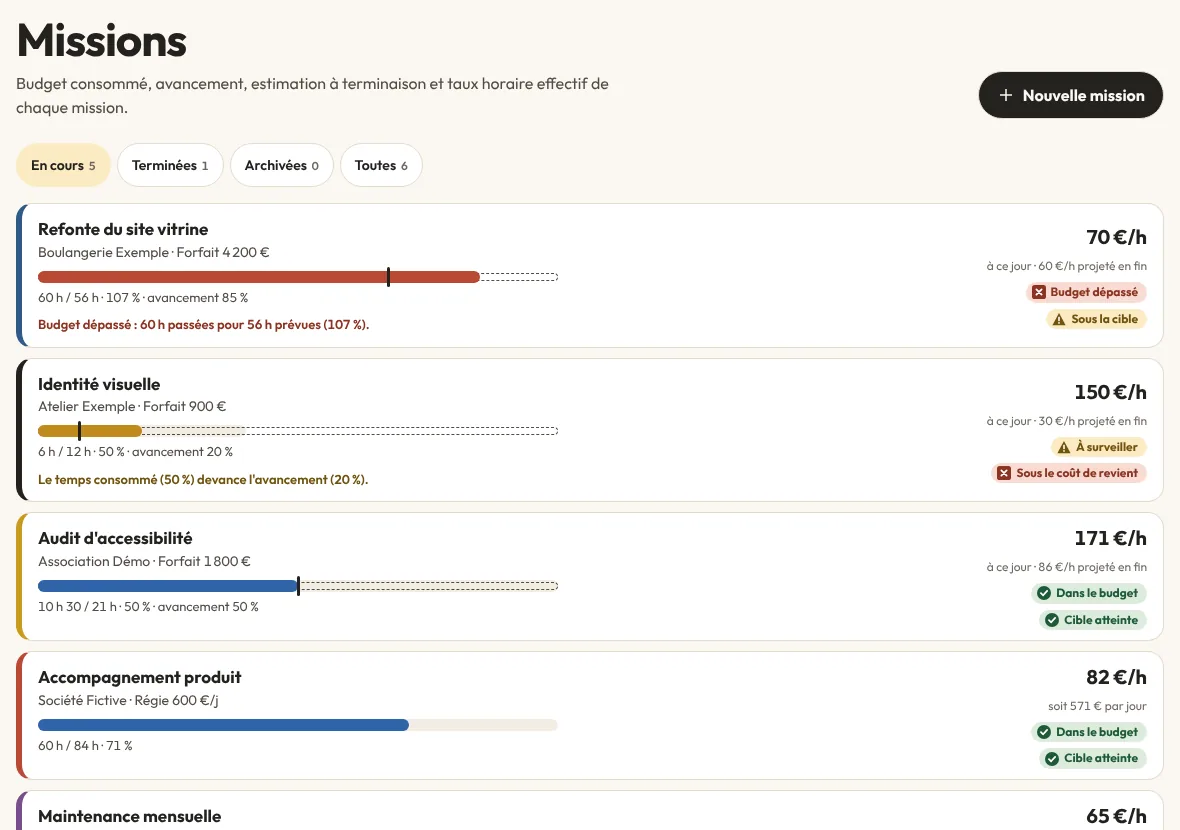 Missions
Budget consommé, avancement, estimation à terminaison et taux horaire effectif de
chaque mission.
+ Nouvelle mission
En cours 5
Terminées 1
Archivées 0
Toutes 6
Refonte du site vitrine
Boulangerie Exemple · Forfait 4 200 €
60 h / 56 h · 107 % · avancement 85 %
Budget dépassé : 60 h passées pour 56 h prévues (107 %).
70 €/h
à ce jour · 60 €/h projeté en fin
Budget dépassé
Sous la cible
Identité visuelle
Atelier Exemple · Forfait 900 €
6 h / 12 h · 50 % · avancement 20 %
Le temps consommé (50 %) devance l'avancement (20 %).
150 €/h
à ce jour · 30 €/h projeté en fin
À surveiller
Sous le coût de revient
Audit d'accessibilité
Association Démo · Forfait 1 800 €
10 h 30 / 21 h · 50 % · avancement 50 %
171 €/h
à ce jour · 86 €/h projeté en fin
Dans le budget
Cible atteinte
Accompagnement produit
Société Fictive · Régie 600 €/j
60 h / 84 h · 71 %
82 €/h
soit 571 € par jour
Dans le budget
Cible atteinte
Maintenance mensuelle
65 €/h